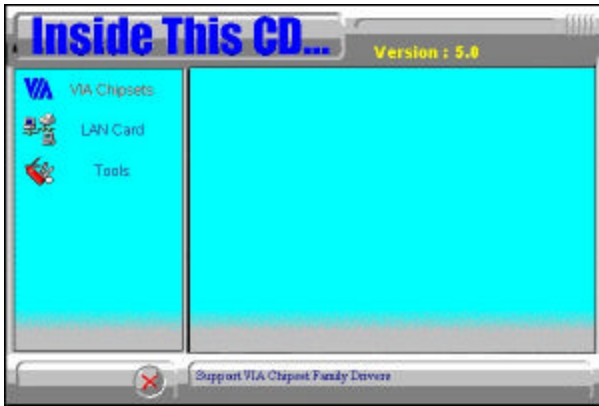 Inside This CD...
Version : 5.0
VIA
VIA Chipsets
LAN Card
Tools
Support VIA Chipset Family Drivers